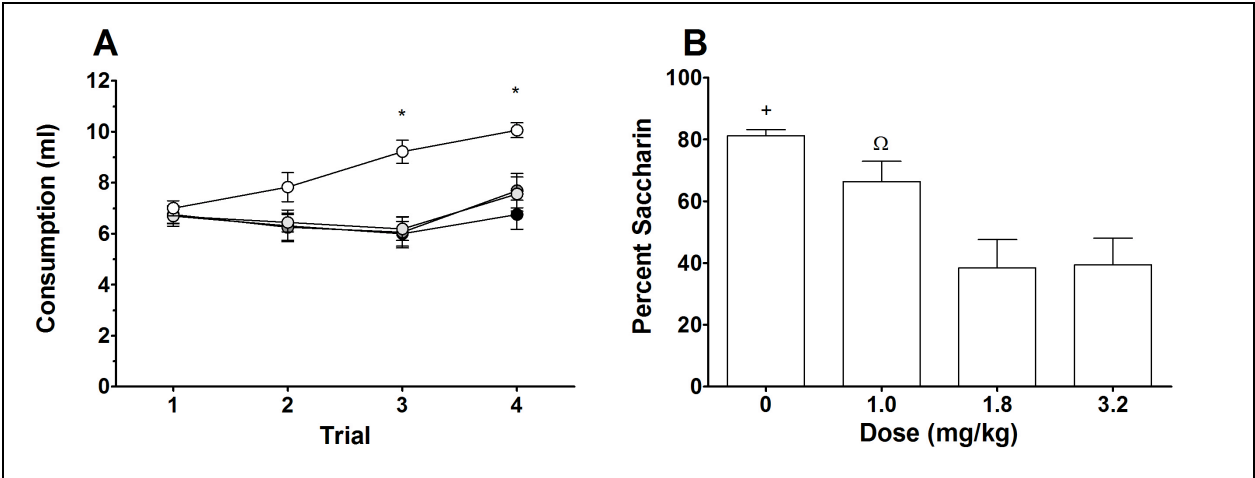 A
Consumption (ml)
12
10
8
6
4
2
0
*
*
1 2 3 4
Trial
B
Percent Saccharin
100
80
60
40
20
0
+
Ω
0 1.0 1.8 3.2
Dose (mg/kg)